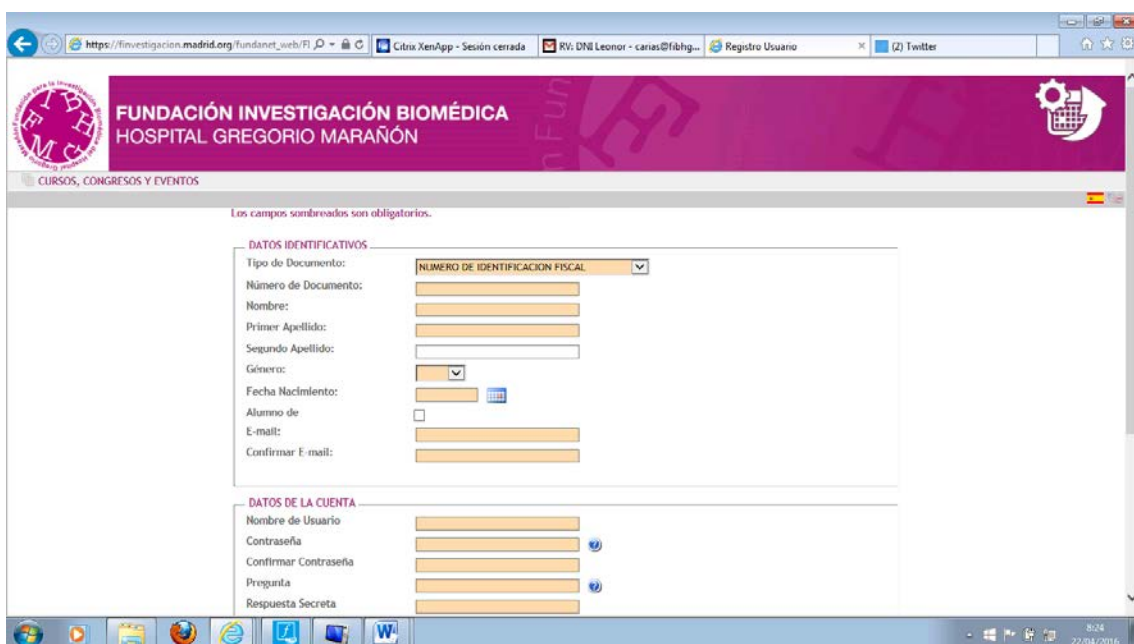 https://finvestigacion.madrid.org/fundanet_web/Fl
Citrix XenApp - Sesión cerrada
RV: DNI Leonor - carias@fibhg...
Registro Usuario
(2) Twitter
FUNDACIÓN INVESTIGACIÓN BIOMÉDICA
HOSPITAL GREGORIO MARAÑÓN
CURSOS, CONGRESOS Y EVENTOS
Los campos sombreados son obligatorios.
DATOS IDENTIFICATIVOS
Tipo de Documento:
NUMERO DE IDENTIFICACION FISCAL
Número de Documento:
Nombre:
Primer Apellido:
Segundo Apellido:
Género:
Fecha Nacimiento:
Alumno de
E-mail:
Confirmar E-mail:
DATOS DE LA CUENTA
Nombre de Usuario
Contraseña
Confirmar Contraseña
Pregunta
Respuesta Secreta
8:24
22/04/2016